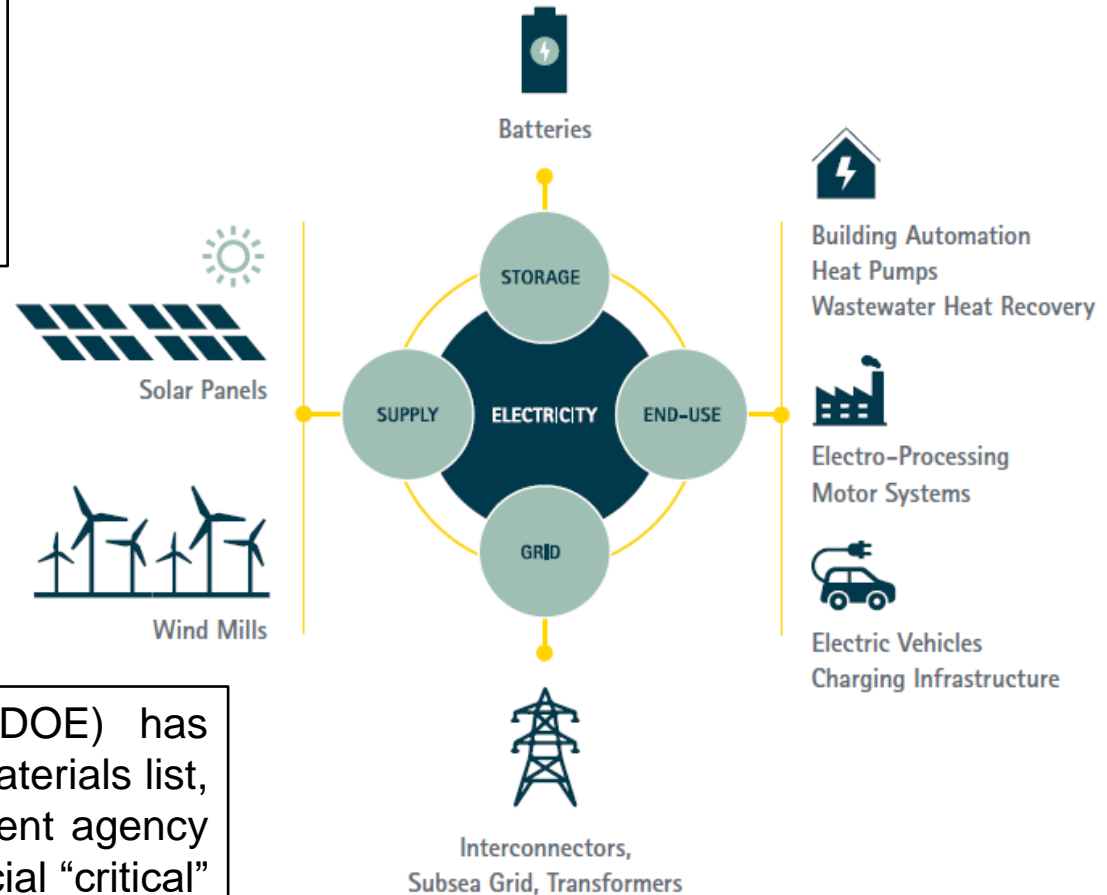 Batteries
Building Automation
Heat Pumps
Wastewater Heat Recovery
STORAGE
Solar Panels
SUPPLY
ELECTRICITY
END-USE
Electro-Processing
Motor Systems
GRID
Wind Mills
Electric Vehicles
Charging Infrastructure
DOE) has
aterials list,
ent agency
cial “critical”
Interconnectors,
Subsea Grid, Transformers